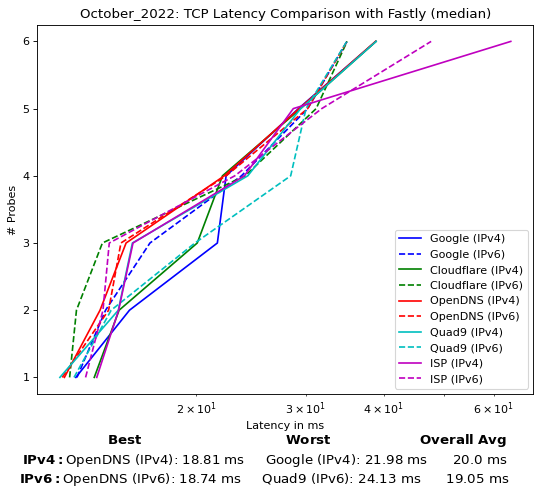 October_2022: TCP Latency Comparison with Fastly (median)
6
5
4
3
2
1
# Probes
Google (IPv4)
Google (IPv6)
Cloudflare (IPv4)
Cloudflare (IPv6)
OpenDNS (IPv4)
OpenDNS (IPv6)
Quad9 (IPv4)
Quad9 (IPv6)
ISP (IPv4)
ISP (IPv6)
2 × 10¹ 3 × 10¹ 4 × 10¹ 6 × 10¹
Latency in ms
Best Worst Overall Avg
IPv4: OpenDNS (IPv4): 18.81 ms Google (IPv4): 21.98 ms 20.0 ms
IPv6: OpenDNS (IPv6): 18.74 ms Quad9 (IPv6): 24.13 ms 19.05 ms